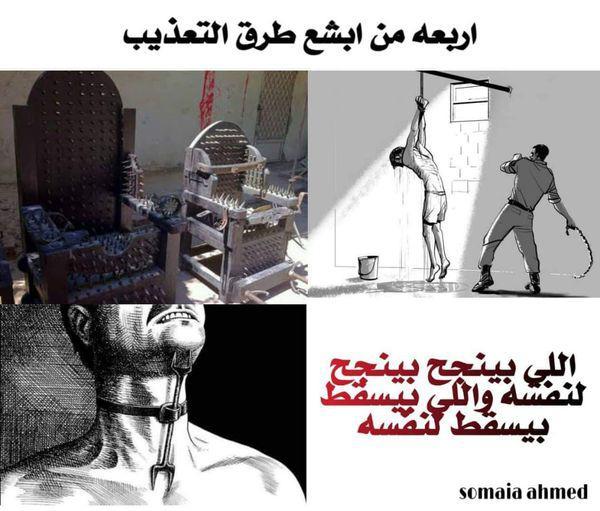 اربعه من ابشع طرق التعذيب
اللي بينجح بينجح
لنفسه واللي بيسقط
بيسقط لنفسه
somaia ahmed